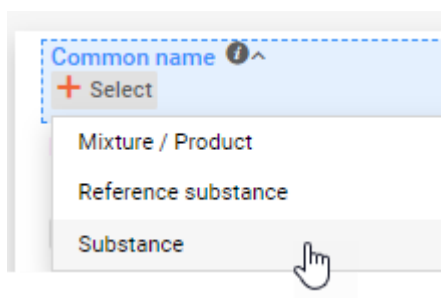 Common name
+ Select
Mixture / Product
Reference substance
Substance